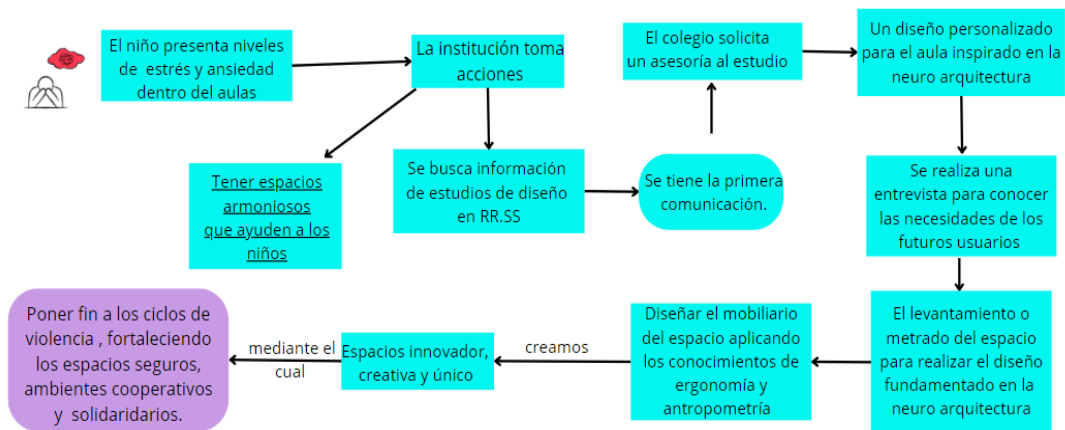 El niño presenta niveles
de estrés y ansiedad
dentro del aulas
La institución toma
acciones
Tener espacios
armoniosos
que ayuden a los
niños
Se busca información
de estudios de diseño
en RR.SS
Se tiene la primera
comunicación.
El colegio solicita
un asesoría al estudio
Un diseño personalizado
para el aula inspirado en la
neuro arquitectura
Se realiza una
entrevista para conocer
las necesidades de los
futuros usuarios
El levantamiento o
metrado del espacio
para realizar el diseño
fundamentado en la
neuro arquitectura
Diseñar el mobiliario
del espacio aplicando
los conocimientos de
ergonomía y
antropometría
creamos
Espacios innovador,
creativa y único
mediante el
cual
Poner fin a los ciclos de
violencia , fortaleciendo
los espacios seguros,
ambientes cooperativos
y solidaridarios.